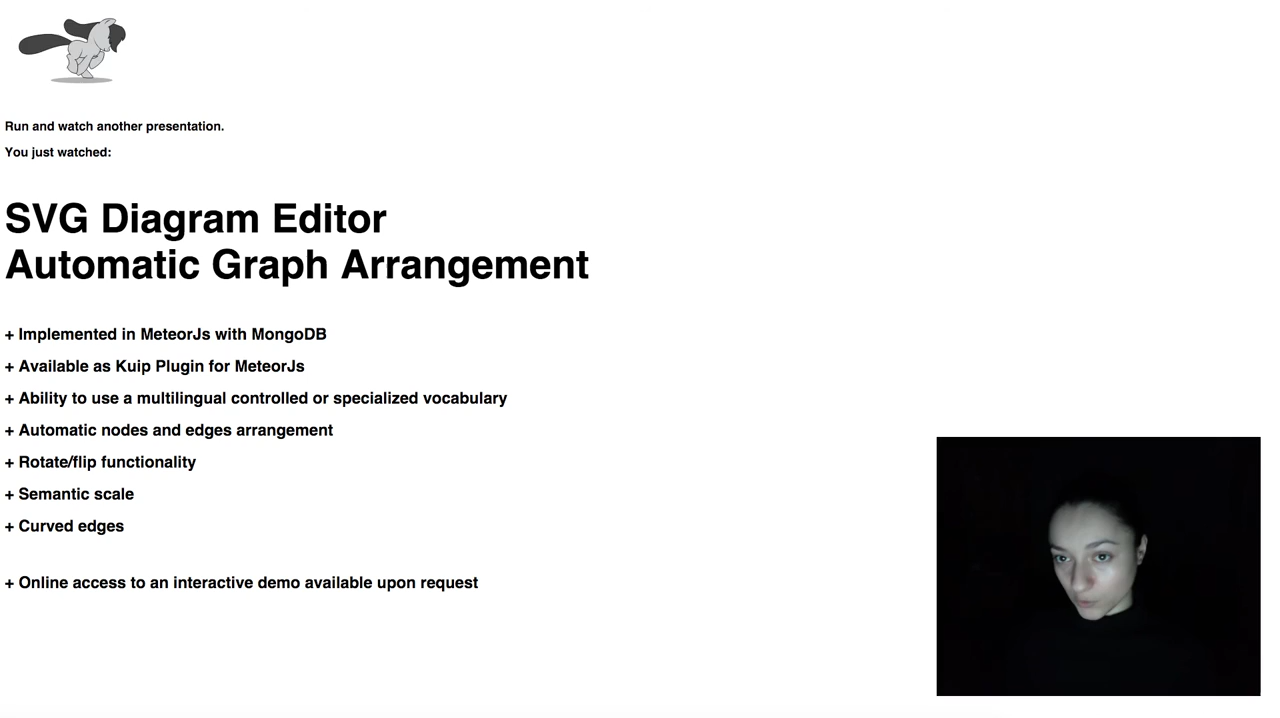 Run and watch another presentation.
You just watched:
SVG Diagram Editor
Automatic Graph Arrangement
+ Implemented in MeteorJs with MongoDB
+ Available as Kuip Plugin for MeteorJs
+ Ability to use a multilingual controlled or specialized vocabulary
+ Automatic nodes and edges arrangement
+ Rotate/flip functionality
+ Semantic scale
+ Curved edges
+ Online access to an interactive demo available upon request